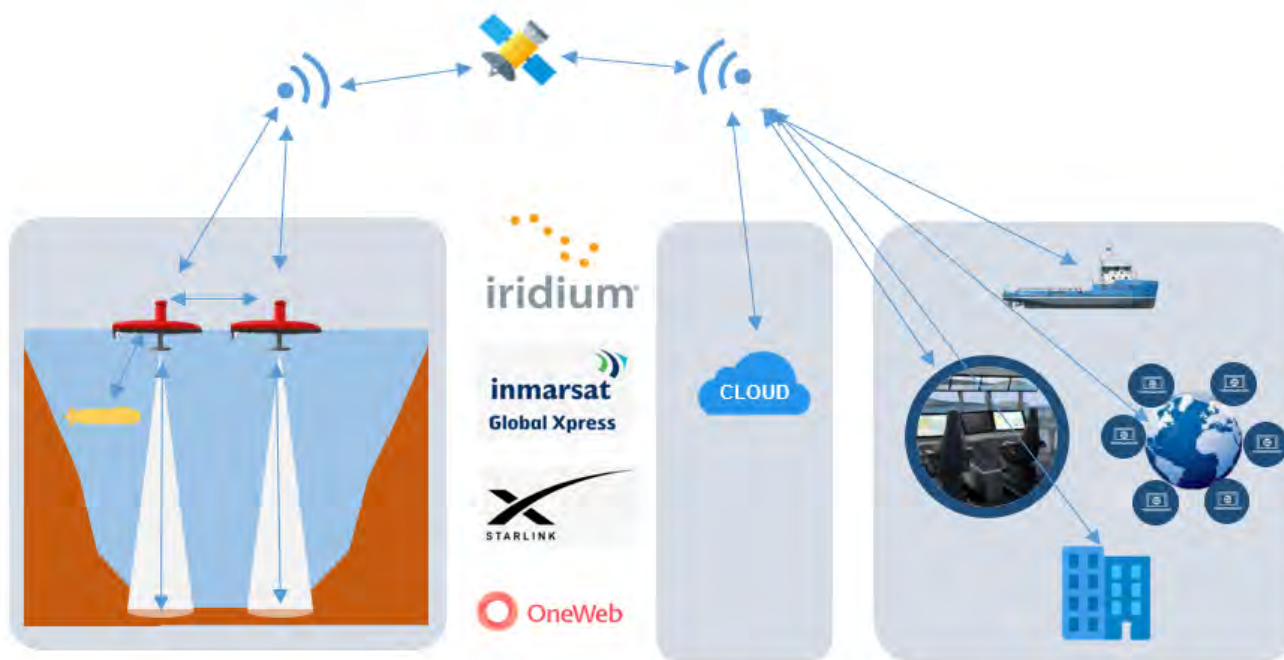 iridium
inmarsat
Global Xpress
STARLINK
OneWeb
CLOUD